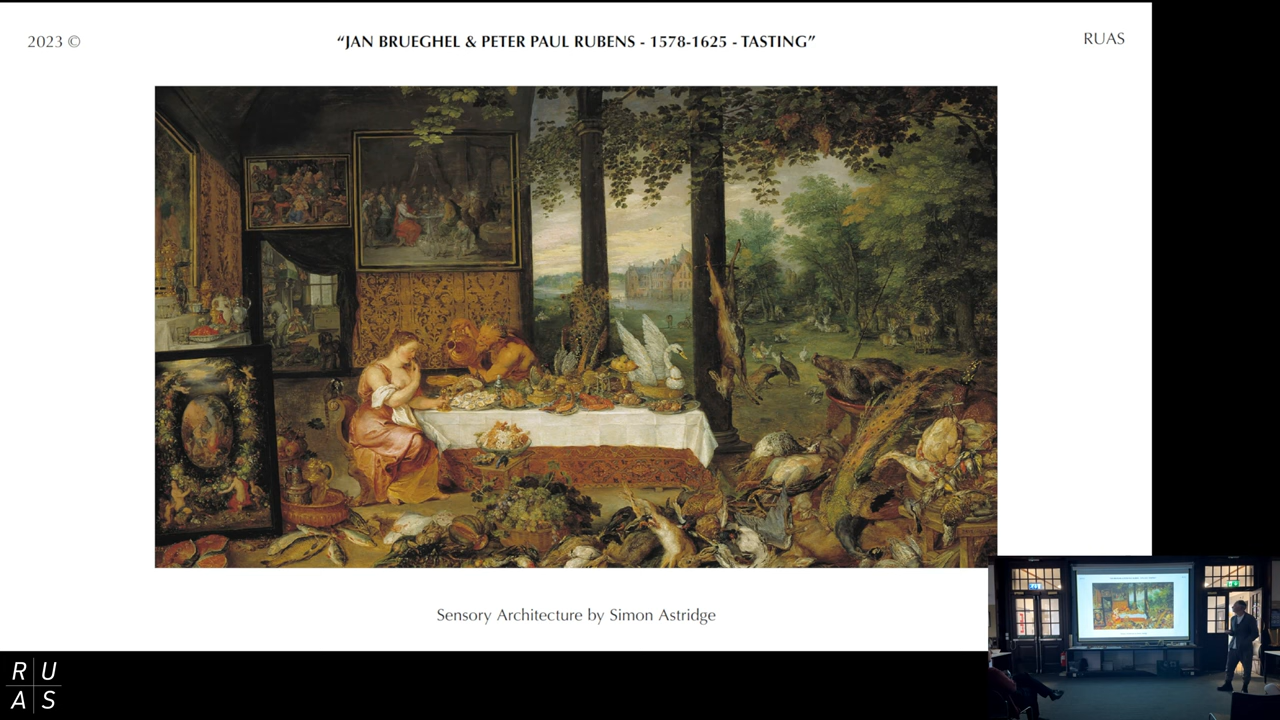 2023 ©
“JAN BRUEGHEL & PETER PAUL RUBENS - 1578-1625 - TASTING”
RUAS
Sensory Architecture by Simon Astridge
R U
A S